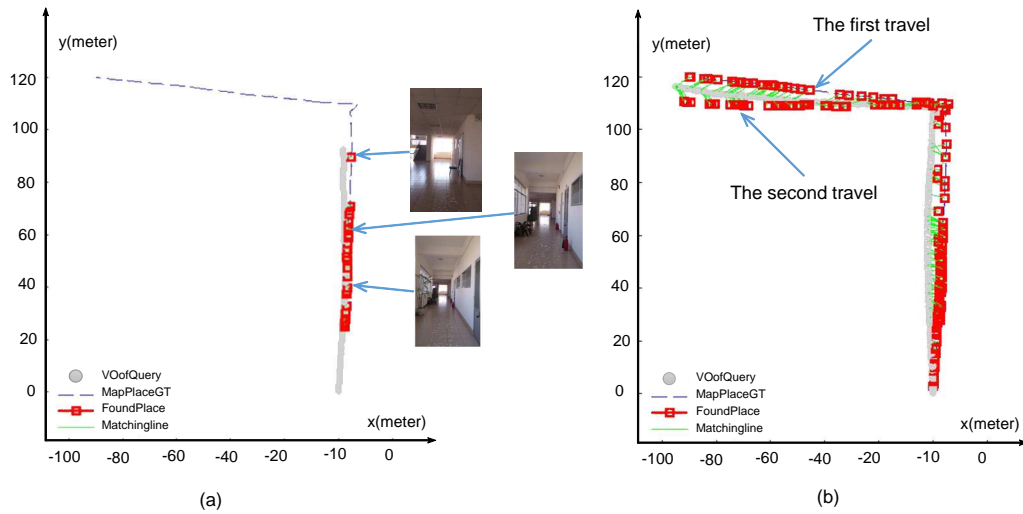 y(meter)
120
100
80
60
40
20
0
VOofQuery
MapPlaceGT
FoundPlace
Matchingline
x(meter)
-100
-80
-60
-40
-20
-10
0
(a)
y(meter)
The first travel
120
100
80
The second travel
60
40
20
0
VOofQuery
MapPlaceGT
FoundPlace
Matchingline
x(meter)
-100
-80
-60
-40
-20
-10
0
(b)